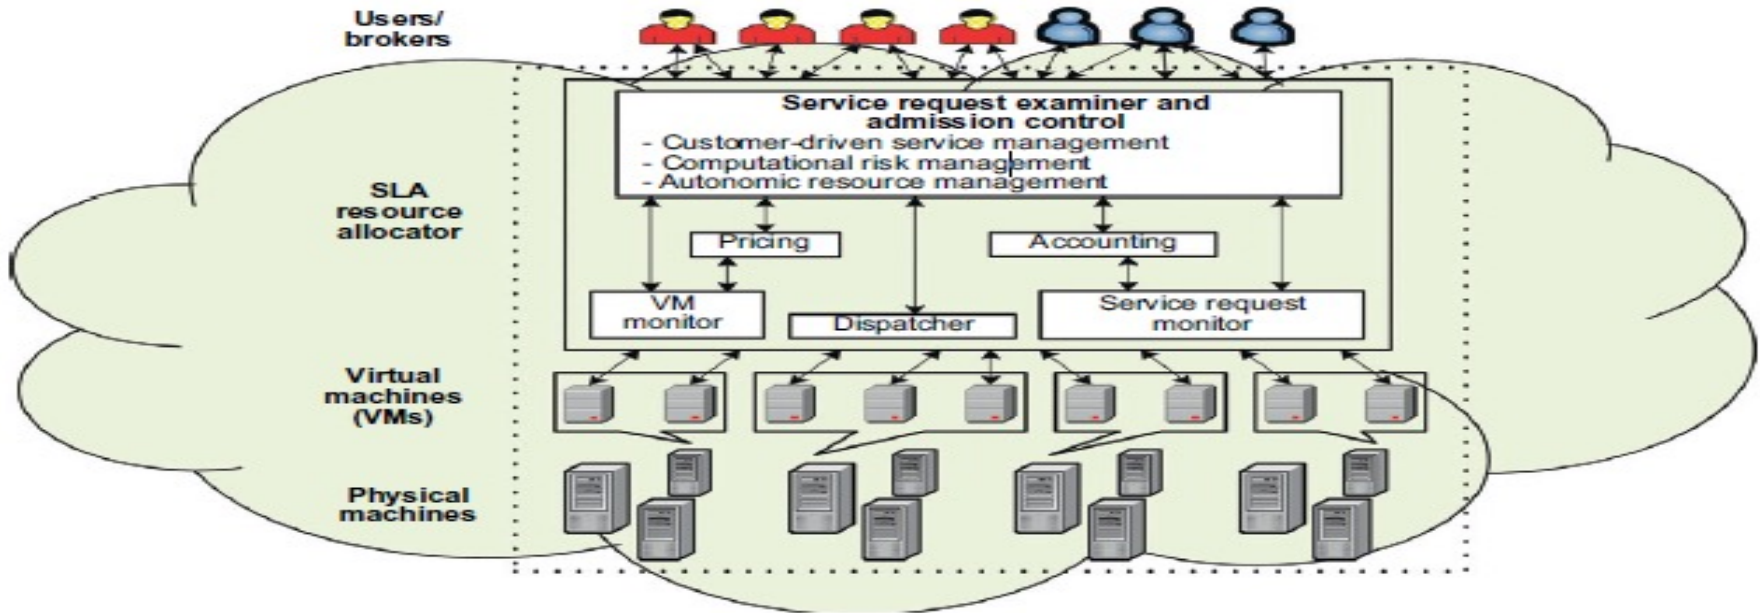 Users/
brokers
Service request examiner and
admission control
- Customer-driven service management
- Computational risk management
- Autonomic resource management
SLA
resource
allocator
Pricing
Accounting
VM
monitor
Dispatcher
Service request
monitor
Virtual
machines
(VMs)
Physical
machines